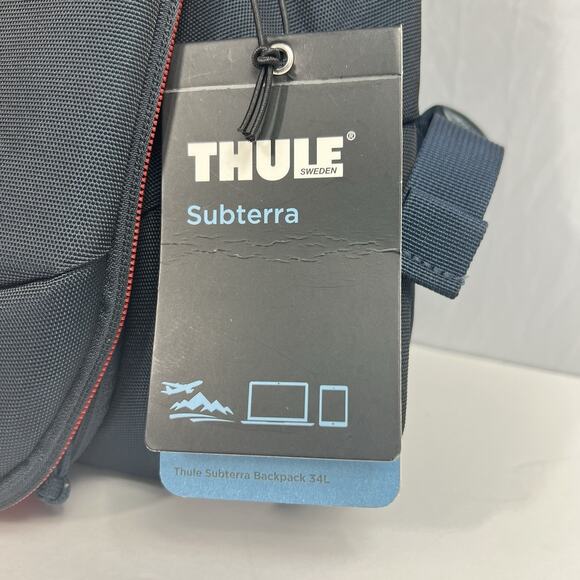 THULE®
SWEDEN
Subterra
Thule Subterra Backpack 34L